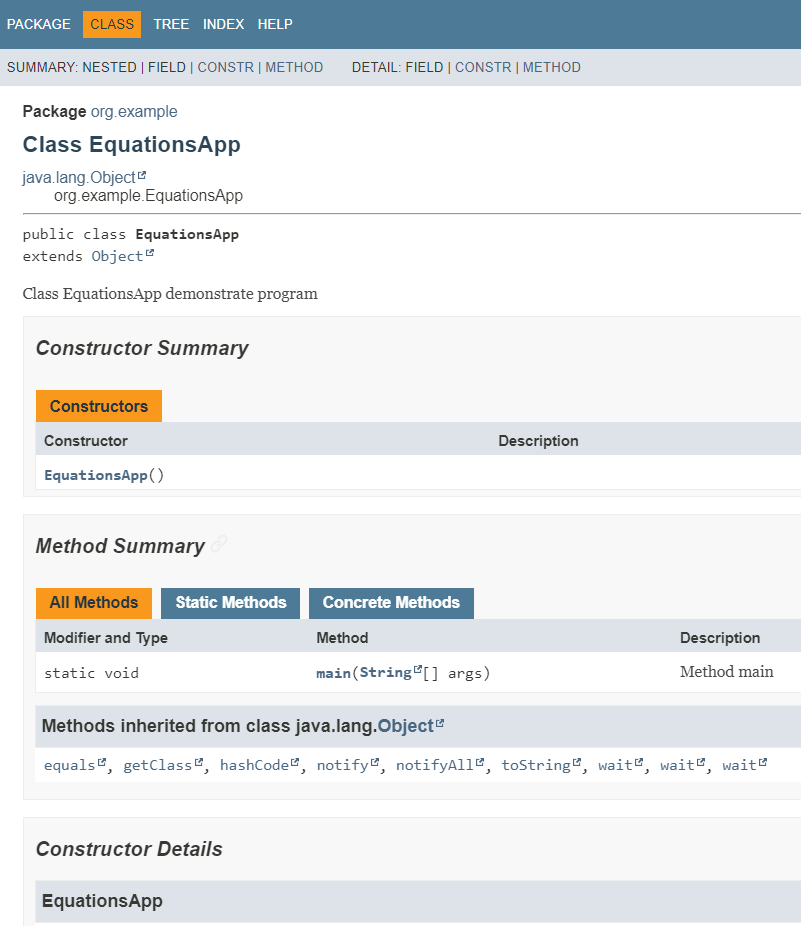 PACKAGE CLASS TREE INDEX HELP
SUMMARY: NESTED | FIELD | CONSTR | METHOD DETAIL: FIELD | CONSTR | METHOD
Package org.example
Class EquationsApp
java.lang.Object
org.example.EquationsApp
public class EquationsApp
extends Object
Class EquationsApp demonstrate program
Constructor Summary
Constructors
Constructor Description
EquationsApp()
Method Summary
All Methods Static Methods Concrete Methods
Modifier and Type Method Description
static void main(String[] args) Method main
Methods inherited from class java.lang.Object
equals, getClass, hashCode, notify, notifyAll, toString, wait, wait, wait
Constructor Details
EquationsApp